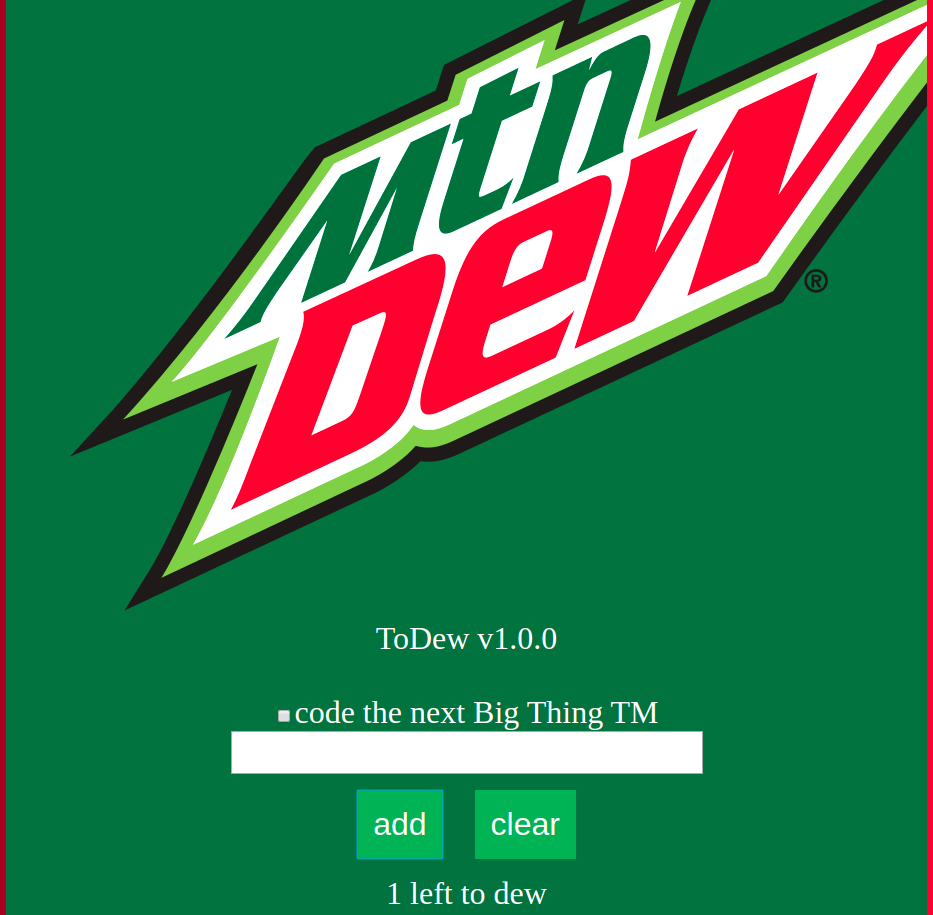 Mtn
Dew®
ToDew v1.0.0
code the next Big Thing TM
add clear
1 left to dew